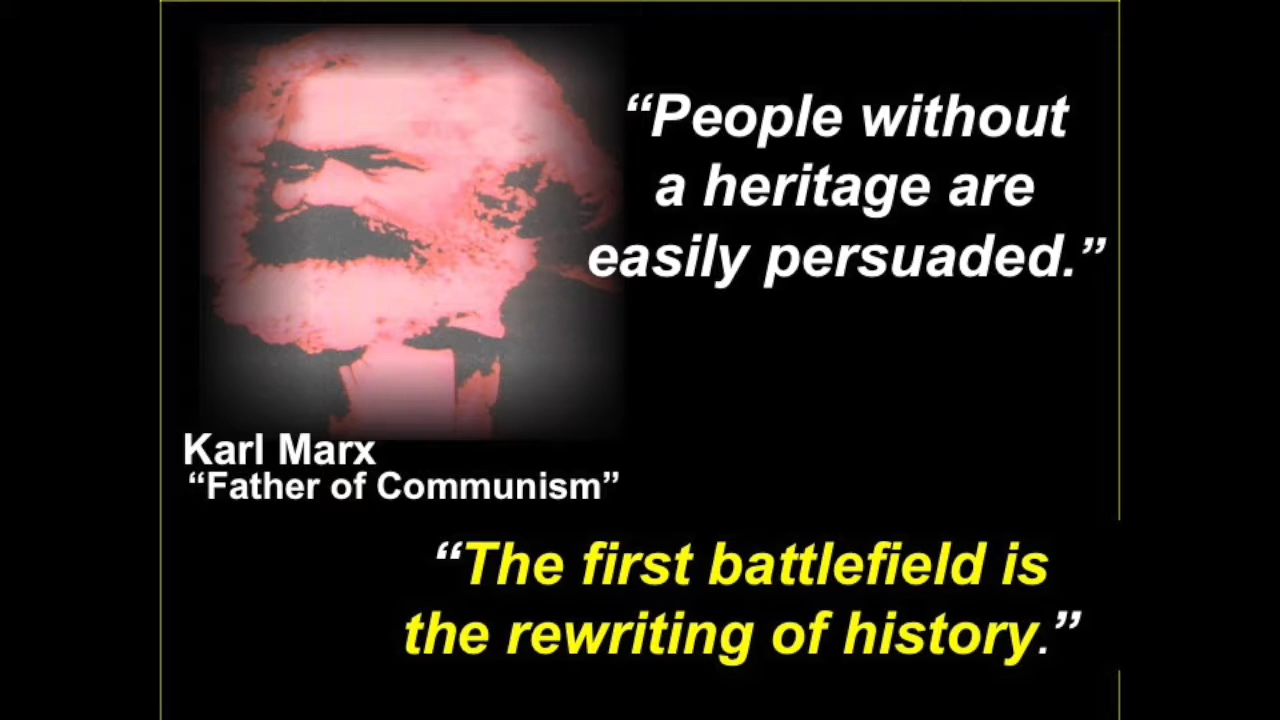 “People without
a heritage are
easily persuaded.”
Karl Marx
“Father of Communism”
“The first battlefield is
the rewriting of history.”